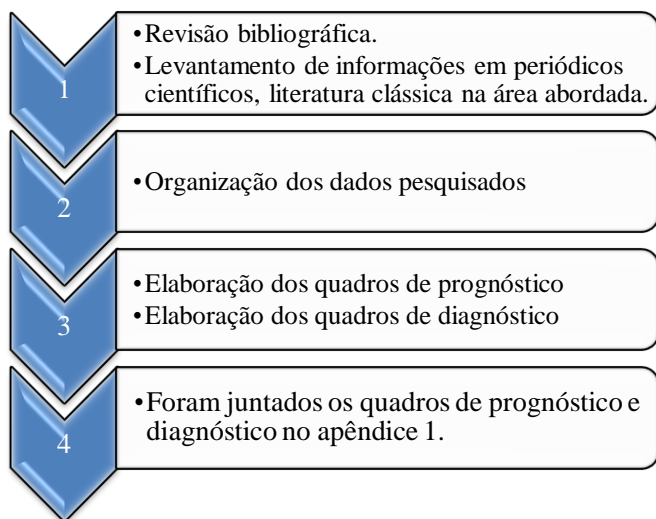 1
•Revisão bibliográfica.
•Levantamento de informações em periódicos
científicos, literatura clássica na área abordada.
2
•Organização dos dados pesquisados
3
•Elaboração dos quadros de prognóstico
•Elaboração dos quadros de diagnóstico
4
•Foram juntados os quadros de prognóstico e
diagnóstico no apêndice 1.